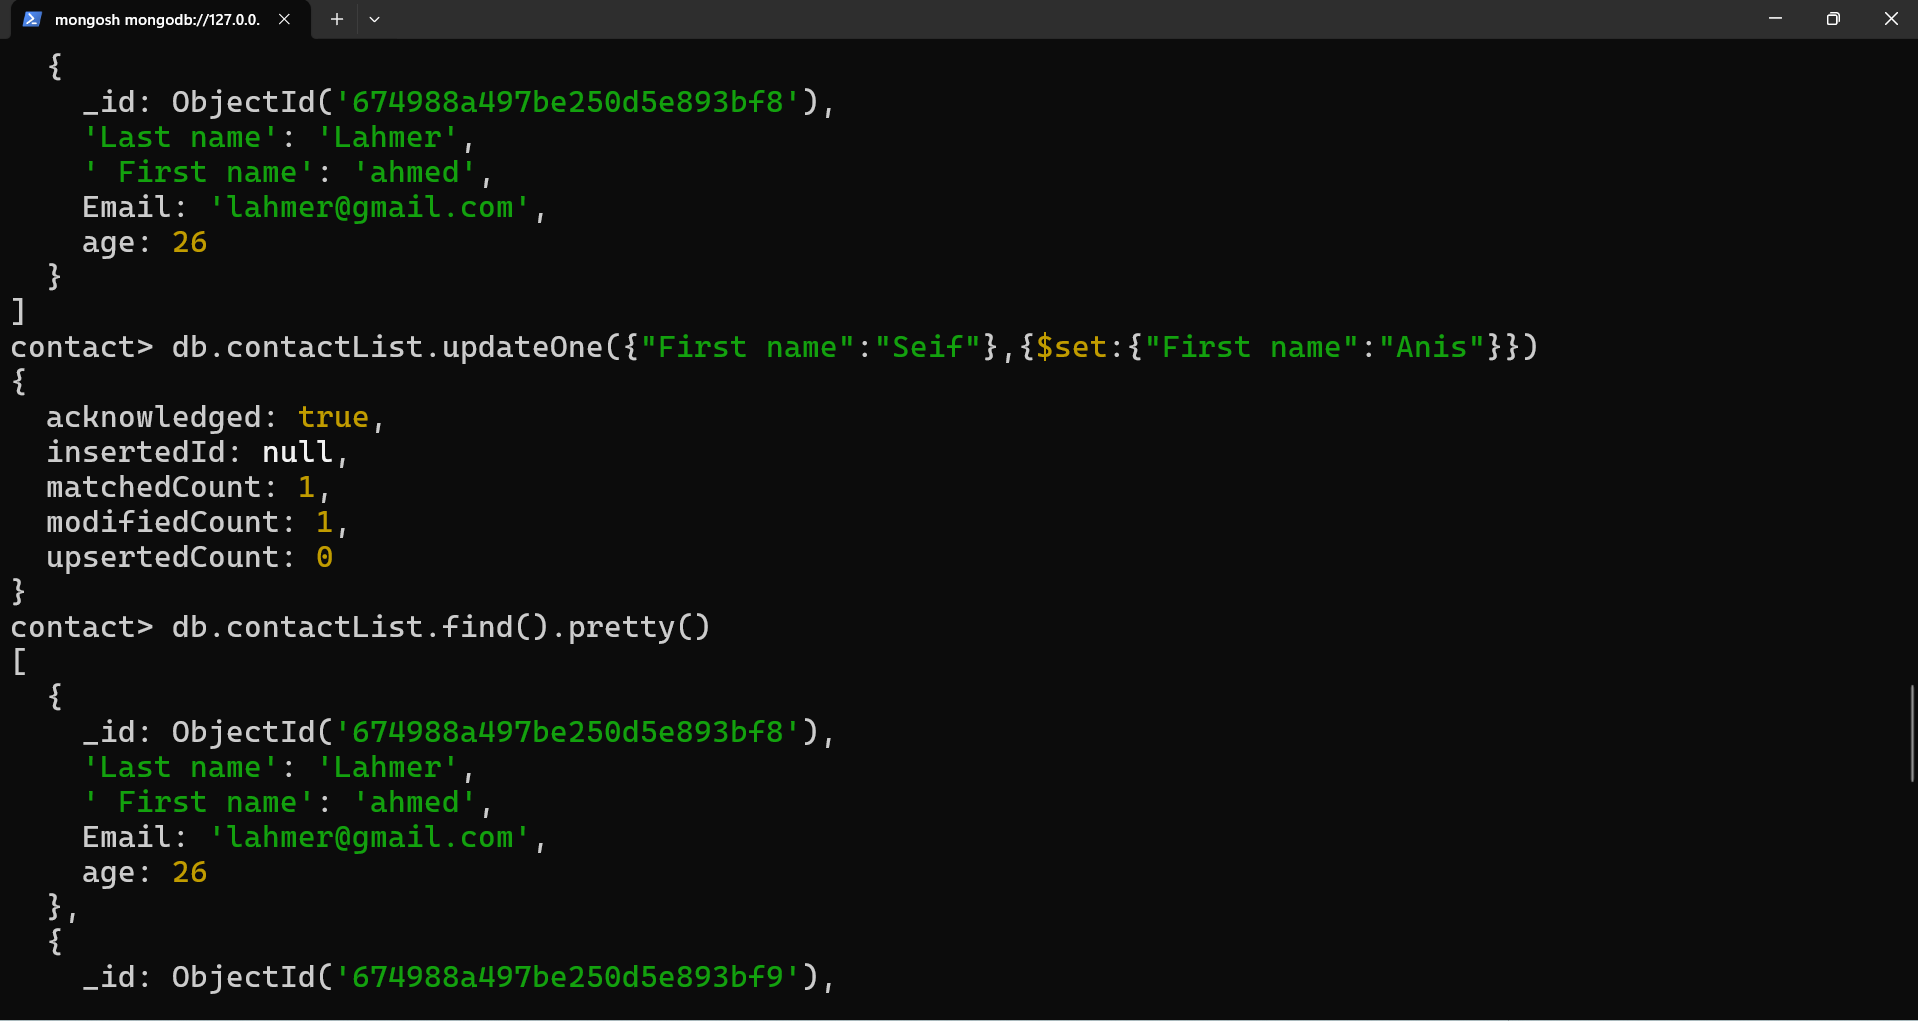 mongosh mongodb://127.0.0.
{
_id: ObjectId('674988a497be250d5e893bf8'),
'Last name': 'Lahmer',
' First name': 'ahmed',
Email: 'lahmer@gmail.com',
age: 26
}
]
contact> db.contactList.updateOne({"First name":"Seif"},{$set:{"First name":"Anis"}})
{
acknowledged: true,
insertedId: null,
matchedCount: 1,
modifiedCount: 1,
upsertedCount: 0
}
contact> db.contactList.find().pretty()
[
{
_id: ObjectId('674988a497be250d5e893bf8'),
'Last name': 'Lahmer',
' First name': 'ahmed',
Email: 'lahmer@gmail.com',
age: 26
},
{
_id: ObjectId('674988a497be250d5e893bf9'),